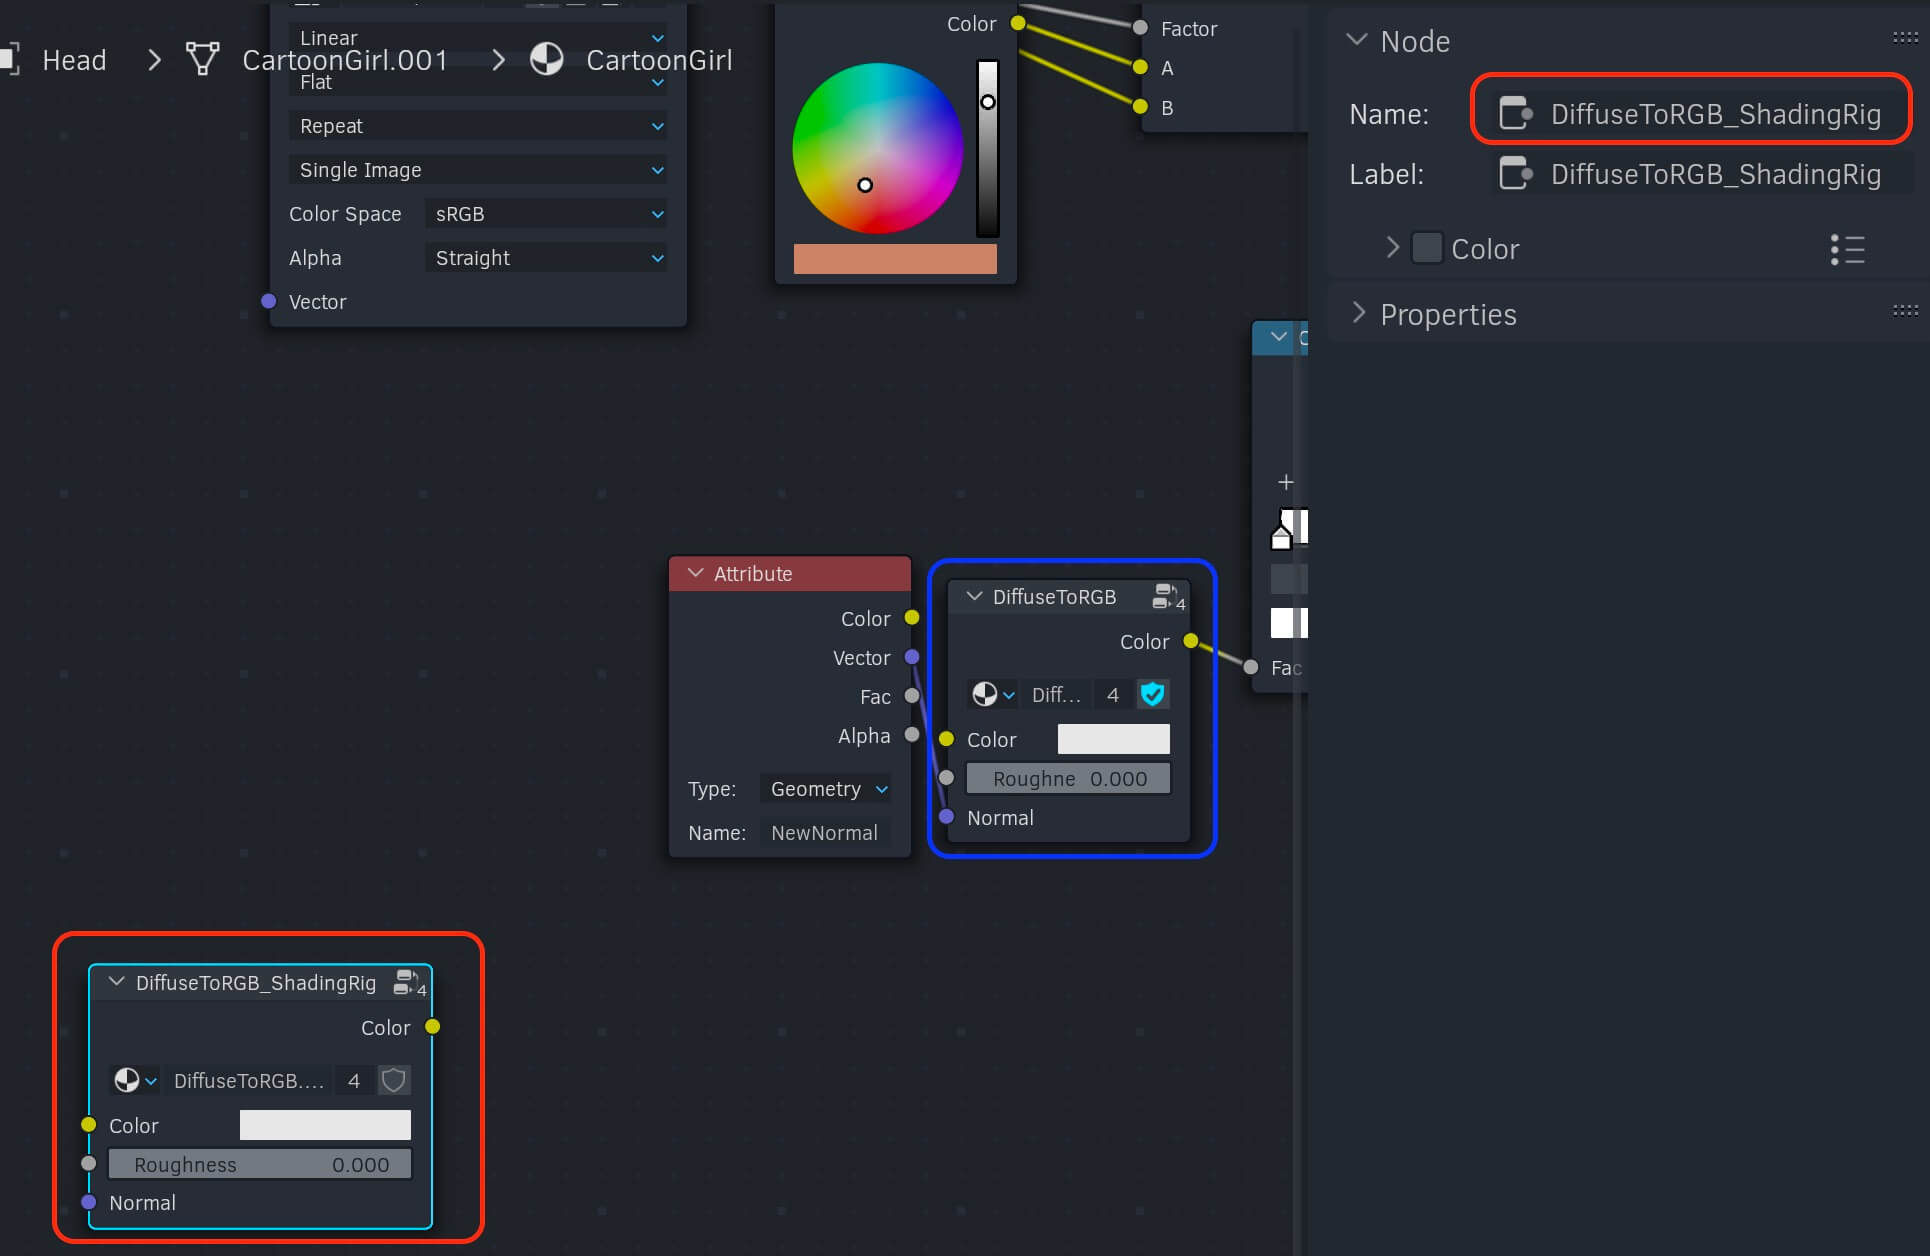 Head > CartoonGirl.001 > CartoonGirl
Linear
Flat
Repeat
Single Image
Color Space sRGB
Alpha Straight
Vector
Color
Factor
A
B
Node
Name: DiffuseToRGB_ShadingRig
Label: DiffuseToRGB_ShadingRig
Color
Properties
C
+
Fac
Attribute
Color
Vector
Fac
Alpha
Type: Geometry
Name: NewNormal
DiffuseToRGB 4
Color
Diff... 4
Color
Roughne 0.000
Normal
DiffuseToRGB_ShadingRig 4
Color
DiffuseToRGB.... 4
Color
Roughness 0.000
Normal